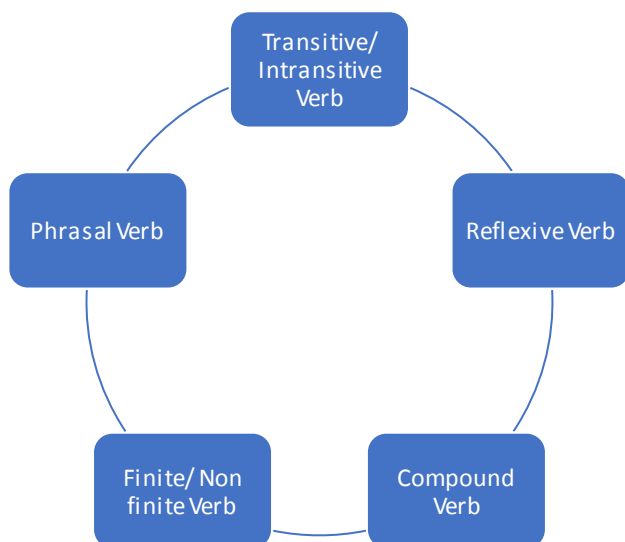 Transitive/
Intransitive
Verb
Reflexive Verb
Compound
Verb
Finite/ Non
finite Verb
Phrasal Verb